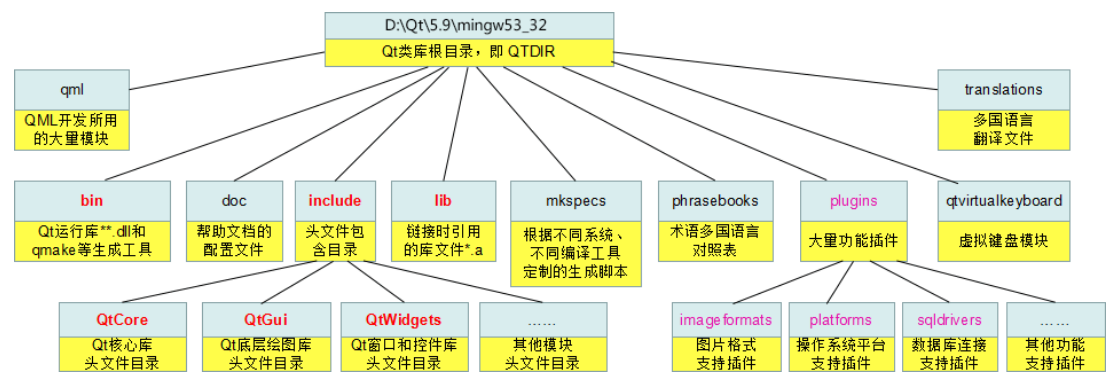 D:\Qt\5.9\mingw53_32
Qt类库根目录，即 QTDIR
qml
QML开发所用
的大量模块
translations
多国语言
翻译文件
bin
Qt运行库**.dll和
qmake等生成工具
doc
帮助文档的
配置文件
include
头文件包
含目录
lib
链接时引用
的库文件*.a
mkspecs
根据不同系统、
不同编译工具
定制的生成脚本
phrasebooks
术语多国语言
对照表
plugins
大量功能插件
qtvirtualkeyboard
虚拟键盘模块
QtCore
Qt核心库
头文件目录
QtGui
Qt底层绘图库
头文件目录
QtWidgets
Qt窗口和控件库
头文件目录
……
其他模块
头文件目录
imageformats
图片格式
支持插件
platforms
操作系统平台
支持插件
sqldrivers
数据库连接
支持插件
……
其他功能
支持插件